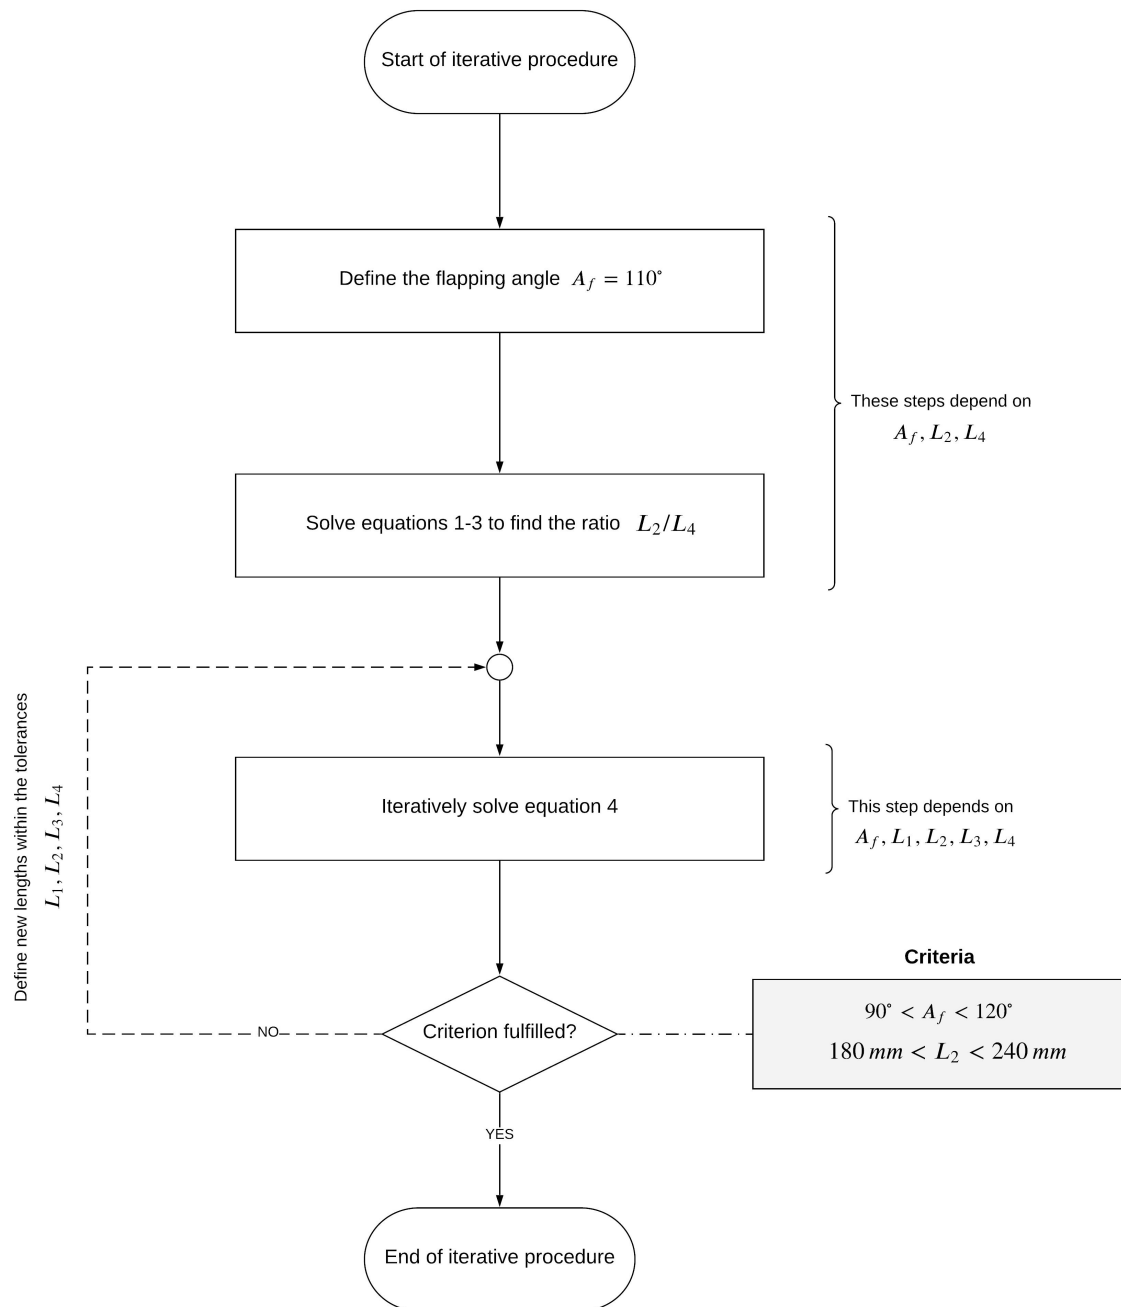 Start of iterative procedure
Define the flapping angle A_f = 110°
These steps depend on
A_f, L_2, L_4
Solve equations 1-3 to find the ratio L_2/L_4
Define new lengths within the tolerances
L_1, L_2, L_3, L_4
Iteratively solve equation 4
This step depends on
A_f, L_1, L_2, L_3, L_4
Criteria
90° < A_f < 120°
180 mm < L_2 < 240 mm
Criterion fulfilled?
NO
YES
End of iterative procedure